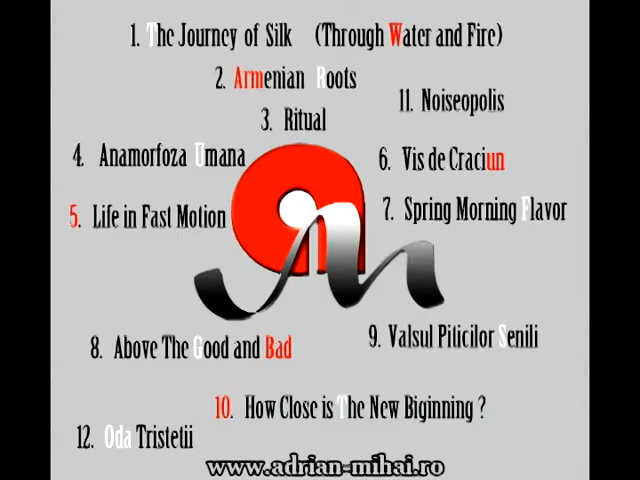 1. The Journey of Silk (Through Water and Fire)
2. Armenian Roots
11. Noiseopolis
3. Ritual
4. Anamorfoza Umana
6. Vis de Craciun
5. Life in Fast Motion
7. Spring Morning Flavor
8. Above The Good and Bad
9. Valsul Piticilor Senili
10. How Close is The New Biginning ?
12. Oda Tristetii
www.adrian-mihai.ro